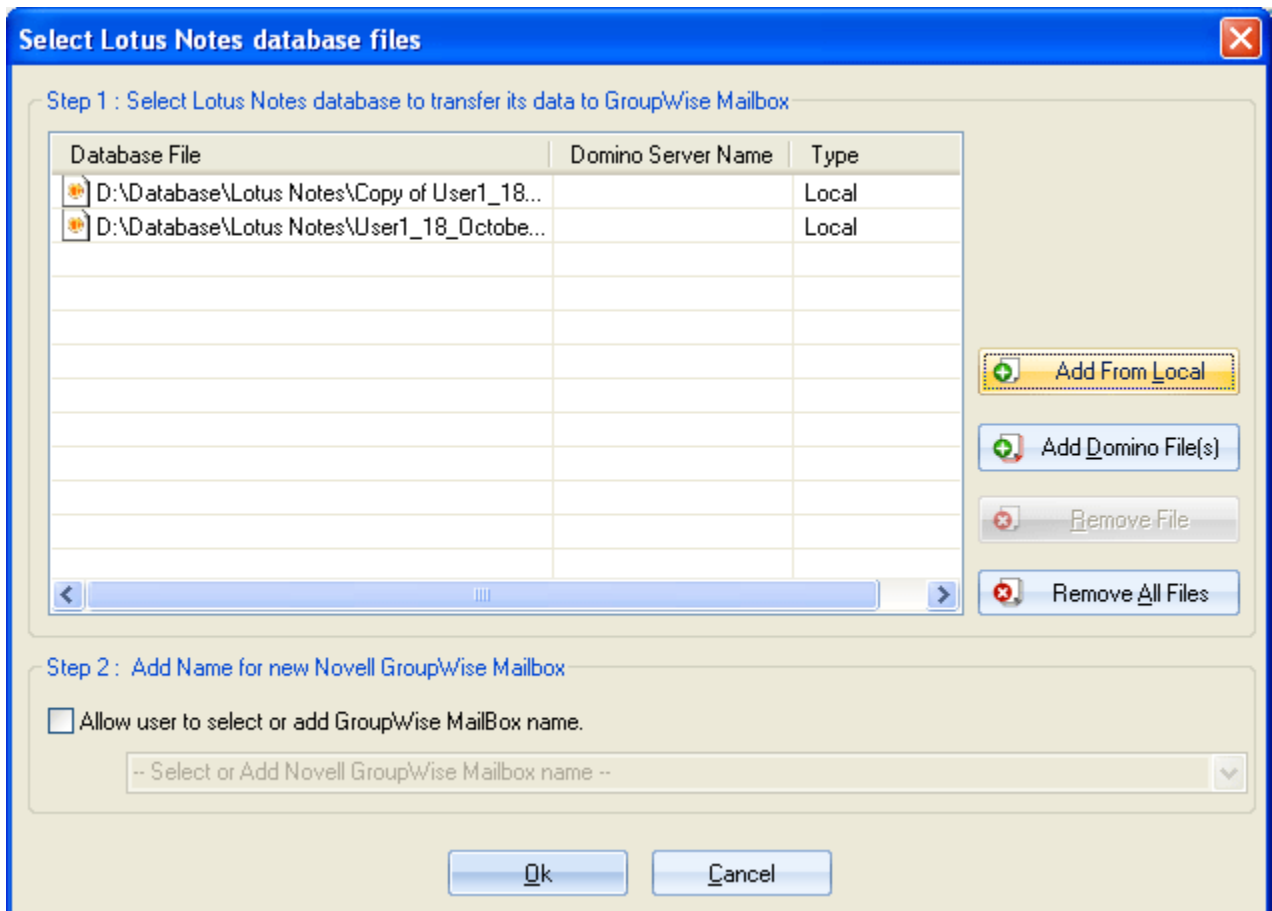 Select Lotus Notes database files
Step 1 : Select Lotus Notes database to transfer its data to GroupWise Mailbox
Database File Domino Server Name Type
D:\Database\Lotus Notes\Copy of User1_18... Local
D:\Database\Lotus Notes\User1_18_Octobe... Local
Add From Local
Add Domino File(s)
Remove File
Remove All Files
Step 2 : Add Name for new Novell GroupWise Mailbox
Allow user to select or add GroupWise MailBox name.
-- Select or Add Novell GroupWise Mailbox name --
Ok Cancel